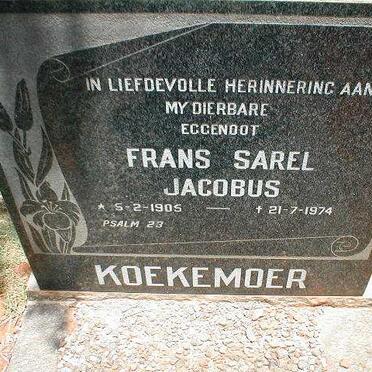 IN LIEFDEVOLLE HERINNERING AAN
MY DIERBARE
EGGENOOT
FRANS SAREL
JACOBUS
* 5-2-1905 — † 21-7-1974
PSALM 23
KOEKEMOER